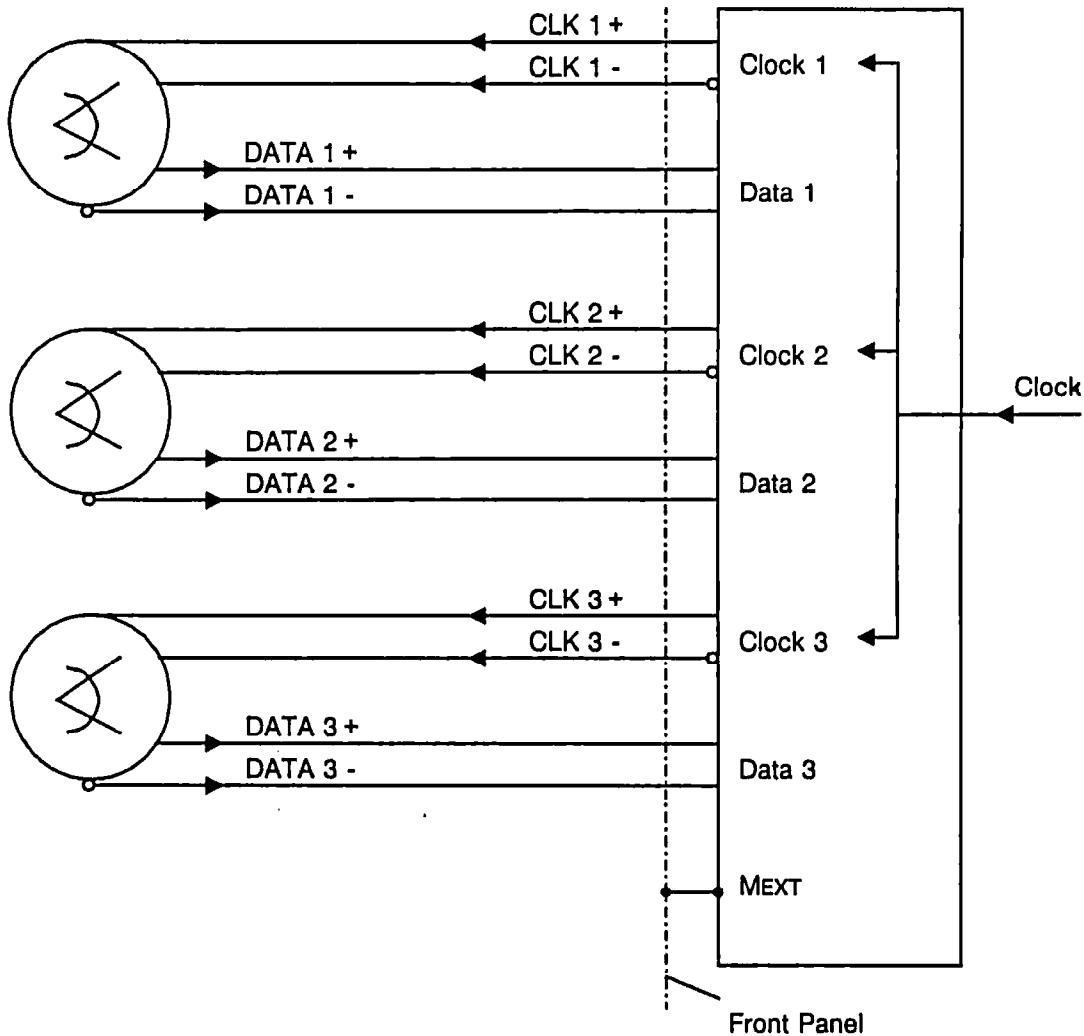 CLK 1 +
CLK 1 -
Clock 1
DATA 1 +
DATA 1 -
Data 1
CLK 2 +
CLK 2 -
Clock 2
Clock
DATA 2 +
DATA 2 -
Data 2
CLK 3 +
CLK 3 -
Clock 3
DATA 3 +
DATA 3 -
Data 3
MEXT
Front Panel